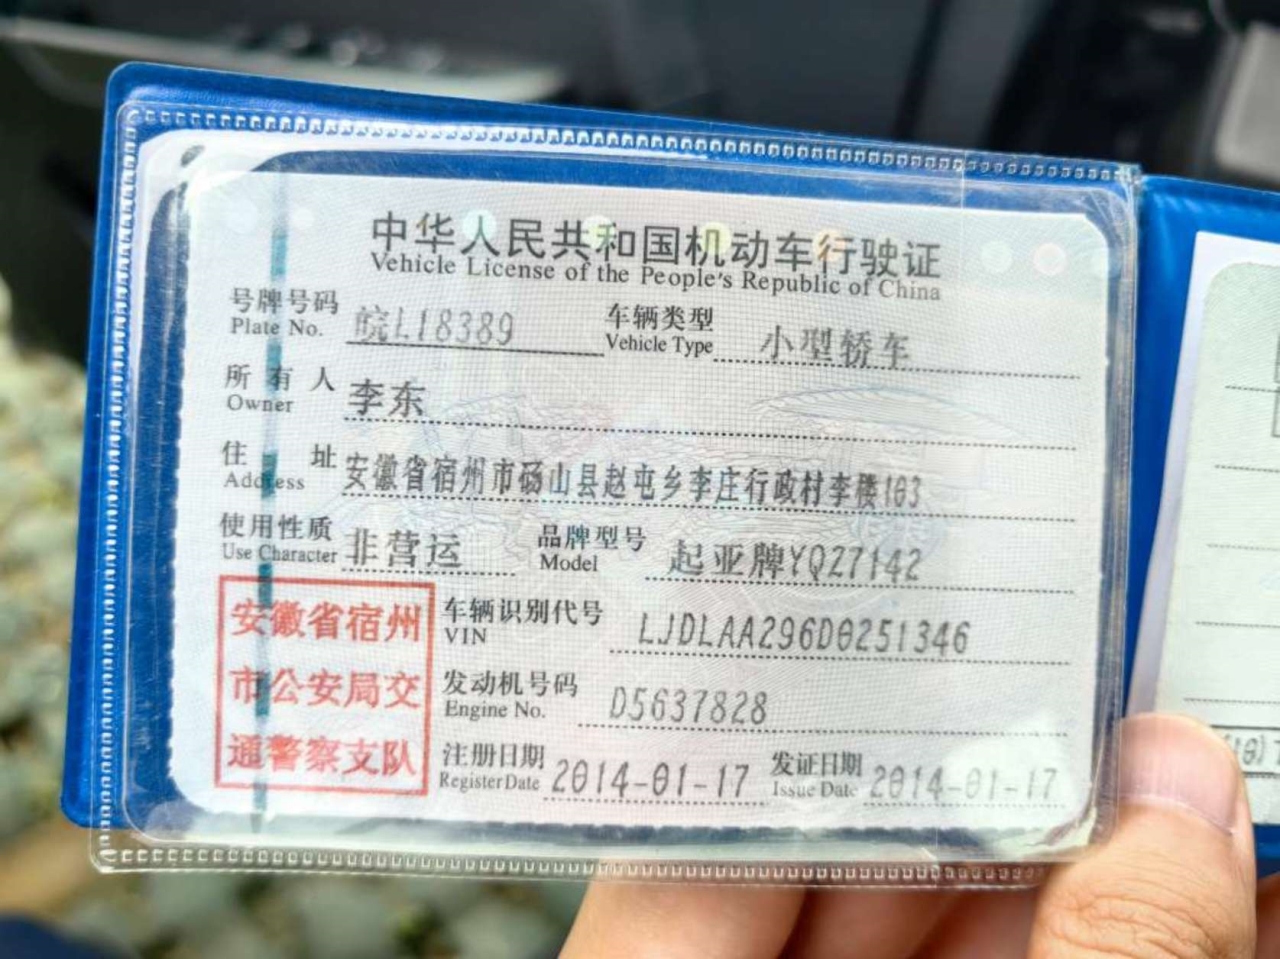 中华人民共和国机动车行驶证
Vehicle License of the People's Republic of China
号牌号码 皖L18389 车辆类型 小型轿车
Plate No. Vehicle Type
所有人 李东
Owner
住址 安徽省宿州市砀山县赵屯乡李庄行政村李楼103
Address
使用性质 非营运 品牌型号 起亚牌YQZ7142
Use Character Model
安徽省宿州
市公安局交
通警察支队
车辆识别代号 LJDLAA296D0251346
VIN
发动机号码 D5637828
Engine No.
注册日期 2014-01-17 发证日期 2014-01-17
Register Date Issue Date